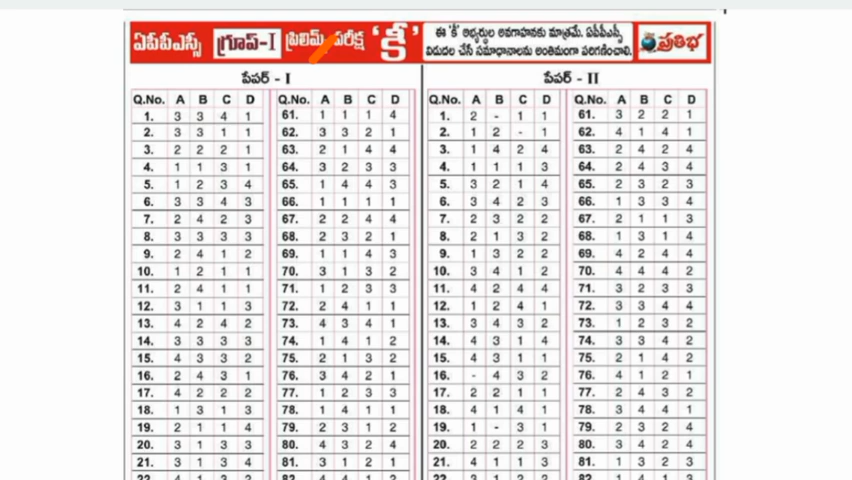 ఏపీపీఎస్సీ గ్రూప్-I ప్రిలిమ్స్ పరీక్ష 'కీ' ఈ 'కీ' అభ్యర్థుల అవగాహనకు మాత్రమే. ఏపీపీఎస్సీ
విడుదల చేసే సమాధానాలను అంతిమంగా పరిగణించాలి. ప్రతిభ
పేపర్ - I పేపర్ - II
Q.No. A B C D Q.No. A B C D Q.No. A B C D Q.No. A B C D
1. 3 3 4 1 61. 1 1 1 4 1. 2 - 1 1 61. 3 2 2 1
2. 3 3 1 1 62. 3 3 2 1 2. 1 2 - 1 62. 4 1 4 1
3. 2 2 2 1 63. 2 1 4 4 3. 1 4 2 4 63. 2 4 2 4
4. 1 1 3 1 64. 3 2 3 3 4. 1 1 1 3 64. 2 4 3 4
5. 1 2 3 4 65. 1 4 4 3 5. 3 2 1 4 65. 2 3 2 3
6. 3 3 4 3 66. 1 1 1 1 6. 3 4 2 3 66. 1 3 3 4
7. 2 4 2 3 67. 2 2 4 4 7. 2 3 2 2 67. 2 1 1 3
8. 3 3 3 3 68. 2 3 2 1 8. 2 1 3 2 68. 1 3 1 4
9. 2 4 1 2 69. 1 1 4 3 9. 1 3 2 2 69. 4 2 4 4
10. 1 2 1 1 70. 3 1 3 2 10. 3 4 1 2 70. 4 4 4 2
11. 2 4 1 1 71. 1 2 3 3 11. 4 2 4 4 71. 3 2 3 3
12. 3 1 1 3 72. 2 4 1 1 12. 1 2 4 1 72. 3 3 4 4
13. 4 2 4 2 73. 4 3 4 1 13. 3 4 3 2 73. 1 2 3 2
14. 3 3 3 3 74. 1 4 1 2 14. 4 3 1 4 74. 3 3 4 2
15. 4 3 3 2 75. 2 1 3 2 15. 4 3 1 1 75. 2 1 4 2
16. 2 4 3 1 76. 3 4 2 1 16. - 4 3 2 76. 4 1 2 1
17. 4 2 2 2 77. 1 2 3 3 17. 2 2 1 1 77. 2 4 3 2
18. 1 3 1 3 78. 1 4 1 1 18. 4 1 4 1 78. 3 4 4 1
19. 2 1 1 4 79. 2 3 1 2 19. 1 - 3 1 79. 2 3 2 4
20. 3 1 3 3 80. 4 3 2 4 20. 2 2 2 3 80. 3 4 2 4
21. 3 1 3 4 81. 3 1 2 1 21. 4 1 1 3 81. 1 3 2 3